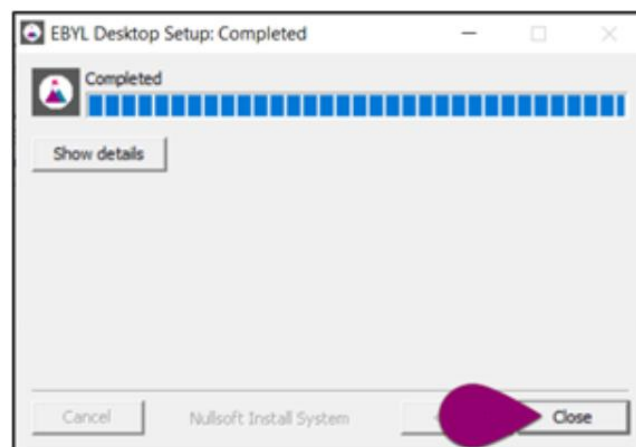 EBYL Desktop Setup: Completed
Completed
Show details
Cancel
Nullsoft Install System
Close